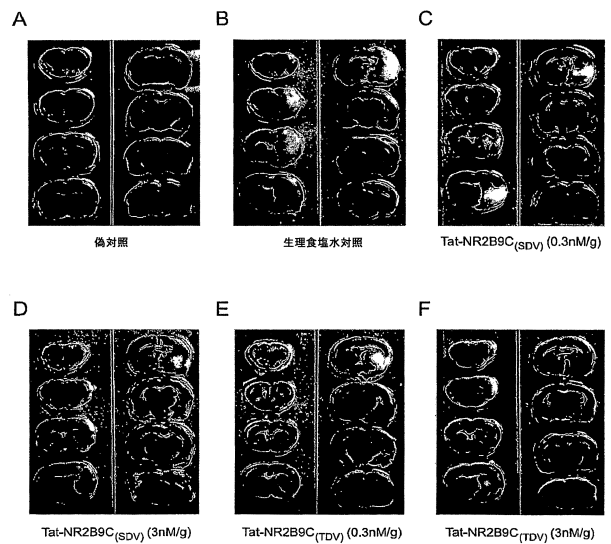 A
B
C
偽対照
生理食塩水対照
Tat-NR2B9C(SDV) (0.3nM/g)
D
E
F
Tat-NR2B9C(SDV) (3nM/g)
Tat-NR2B9C(TDV) (0.3nM/g)
Tat-NR2B9C(TDV) (3nM/g)